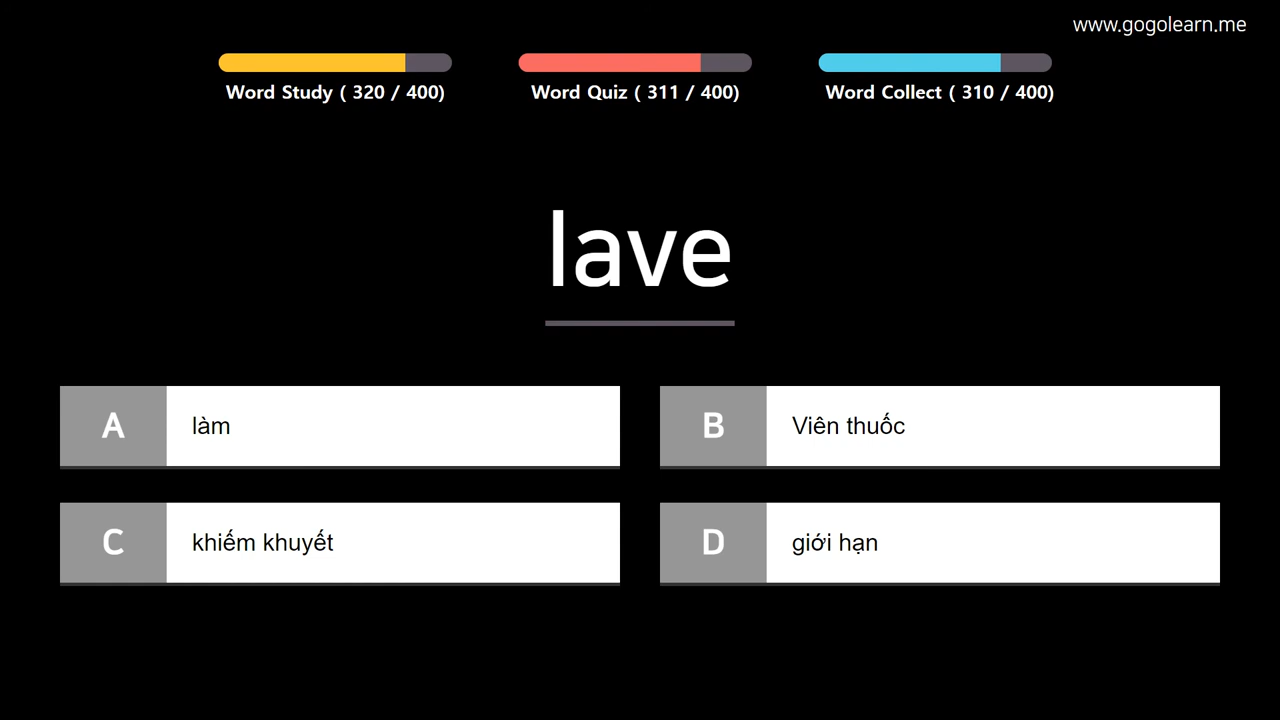 www.gogolearn.me
Word Study ( 320 / 400)
Word Quiz ( 311 / 400)
Word Collect ( 310 / 400)
lave
A làm
B Viên thuốc
C khiếm khuyết
D giới hạn